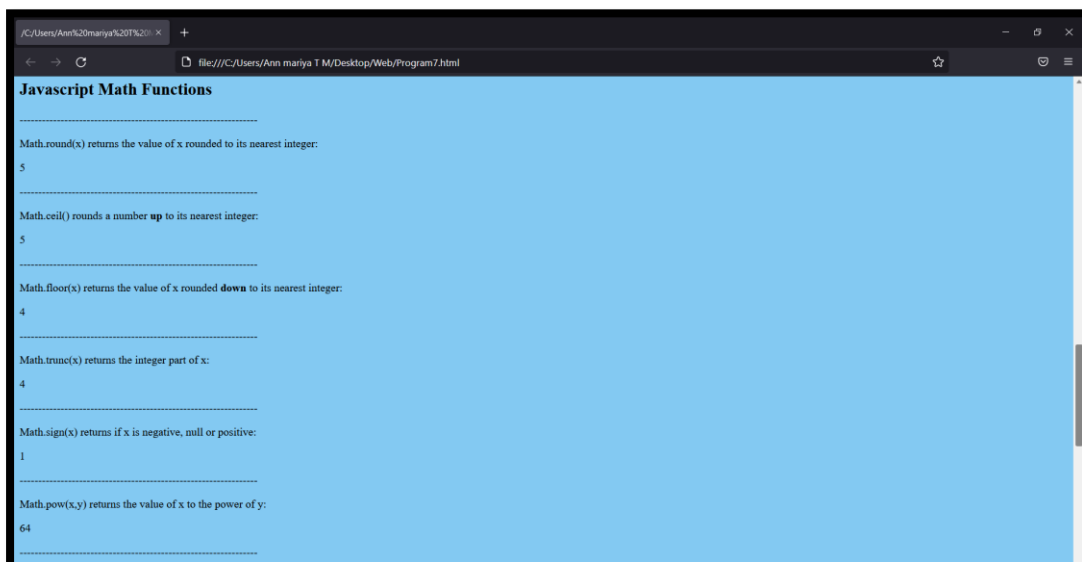 /C:/Users/Ann%20mariya%20T%20
file:///C:/Users/Ann mariya T M/Desktop/Web/Program7.html
Javascript Math Functions
----------------------------------------------------------------
Math.round(x) returns the value of x rounded to its nearest integer:
5
----------------------------------------------------------------
Math.ceil() rounds a number up to its nearest integer:
5
----------------------------------------------------------------
Math.floor(x) returns the value of x rounded down to its nearest integer:
4
----------------------------------------------------------------
Math.trunc(x) returns the integer part of x:
4
----------------------------------------------------------------
Math.sign(x) returns if x is negative, null or positive:
1
----------------------------------------------------------------
Math.pow(x,y) returns the value of x to the power of y:
64
----------------------------------------------------------------